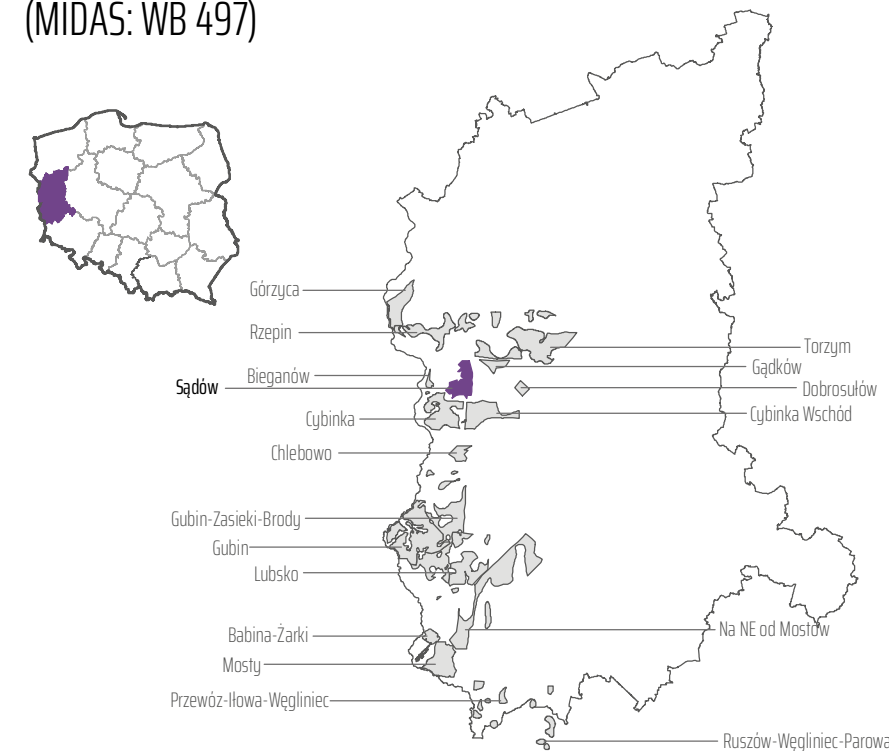 (MIDAS: WB 497)
Górzyca
Rzepin
Torzym
Gądków
Bieganów
Sądów
Dobrosułów
Cybinka
Cybinka Wschód
Chlebowo
Gubin-Zasieki-Brody
Gubin
Lubsko
Babina-Żarki
Na NE od Mostów
Mosty
Przewóz-Iłowa-Węgliniec
Ruszów-Węgliniec-Parowa